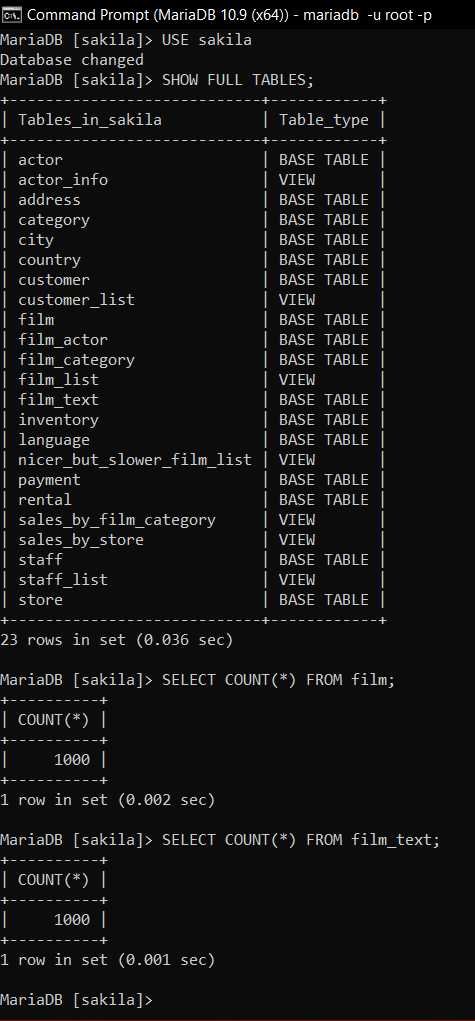 Command Prompt (MariaDB 10.9 (x64)) - mariadb  -u root -p
MariaDB [sakila]> USE sakila
Database changed
MariaDB [sakila]> SHOW FULL TABLES;
+----------------------------+------------+
| Tables_in_sakila           | Table_type |
+----------------------------+------------+
| actor                      | BASE TABLE |
| actor_info                 | VIEW       |
| address                    | BASE TABLE |
| category                   | BASE TABLE |
| city                       | BASE TABLE |
| country                    | BASE TABLE |
| customer                   | BASE TABLE |
| customer_list              | VIEW       |
| film                       | BASE TABLE |
| film_actor                 | BASE TABLE |
| film_category              | BASE TABLE |
| film_list                  | VIEW       |
| film_text                  | BASE TABLE |
| inventory                  | BASE TABLE |
| language                   | BASE TABLE |
| nicer_but_slower_film_list | VIEW       |
| payment                    | BASE TABLE |
| rental                     | BASE TABLE |
| sales_by_film_category     | VIEW       |
| sales_by_store             | VIEW       |
| staff                      | BASE TABLE |
| staff_list                 | VIEW       |
| store                      | BASE TABLE |
+----------------------------+------------+
23 rows in set (0.036 sec)
MariaDB [sakila]> SELECT COUNT(*) FROM film;
+----------+
| COUNT(*) |
+----------+
|     1000 |
+----------+
1 row in set (0.002 sec)
MariaDB [sakila]> SELECT COUNT(*) FROM film_text;
+----------+
| COUNT(*) |
+----------+
|     1000 |
+----------+
1 row in set (0.001 sec)
MariaDB [sakila]>